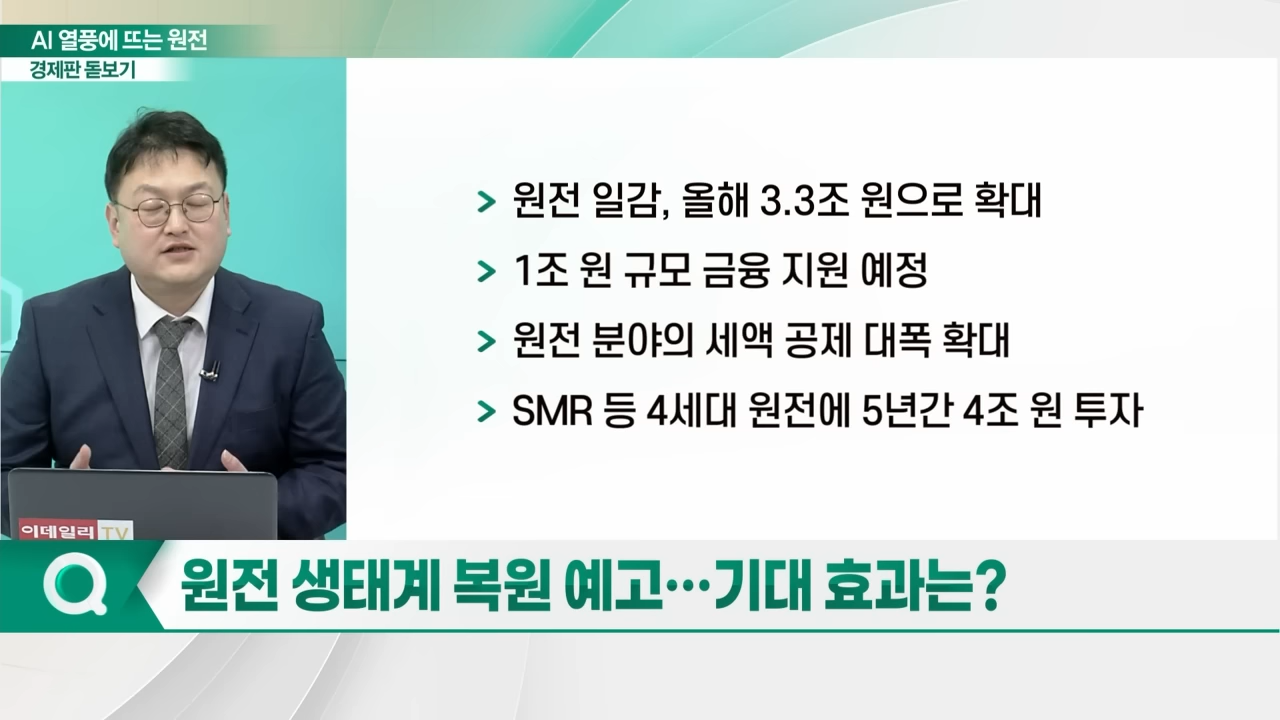 AI 열풍에 뜨는 원전
경제판 돋보기
원전 일감, 올해 3.3조 원으로 확대
1조 원 규모 금융 지원 예정
원전 분야의 세액 공제 대폭 확대
SMR 등 4세대 원전에 5년간 4조 원 투자
이데일리 TV
원전 생태계 복원 예고…기대 효과는?